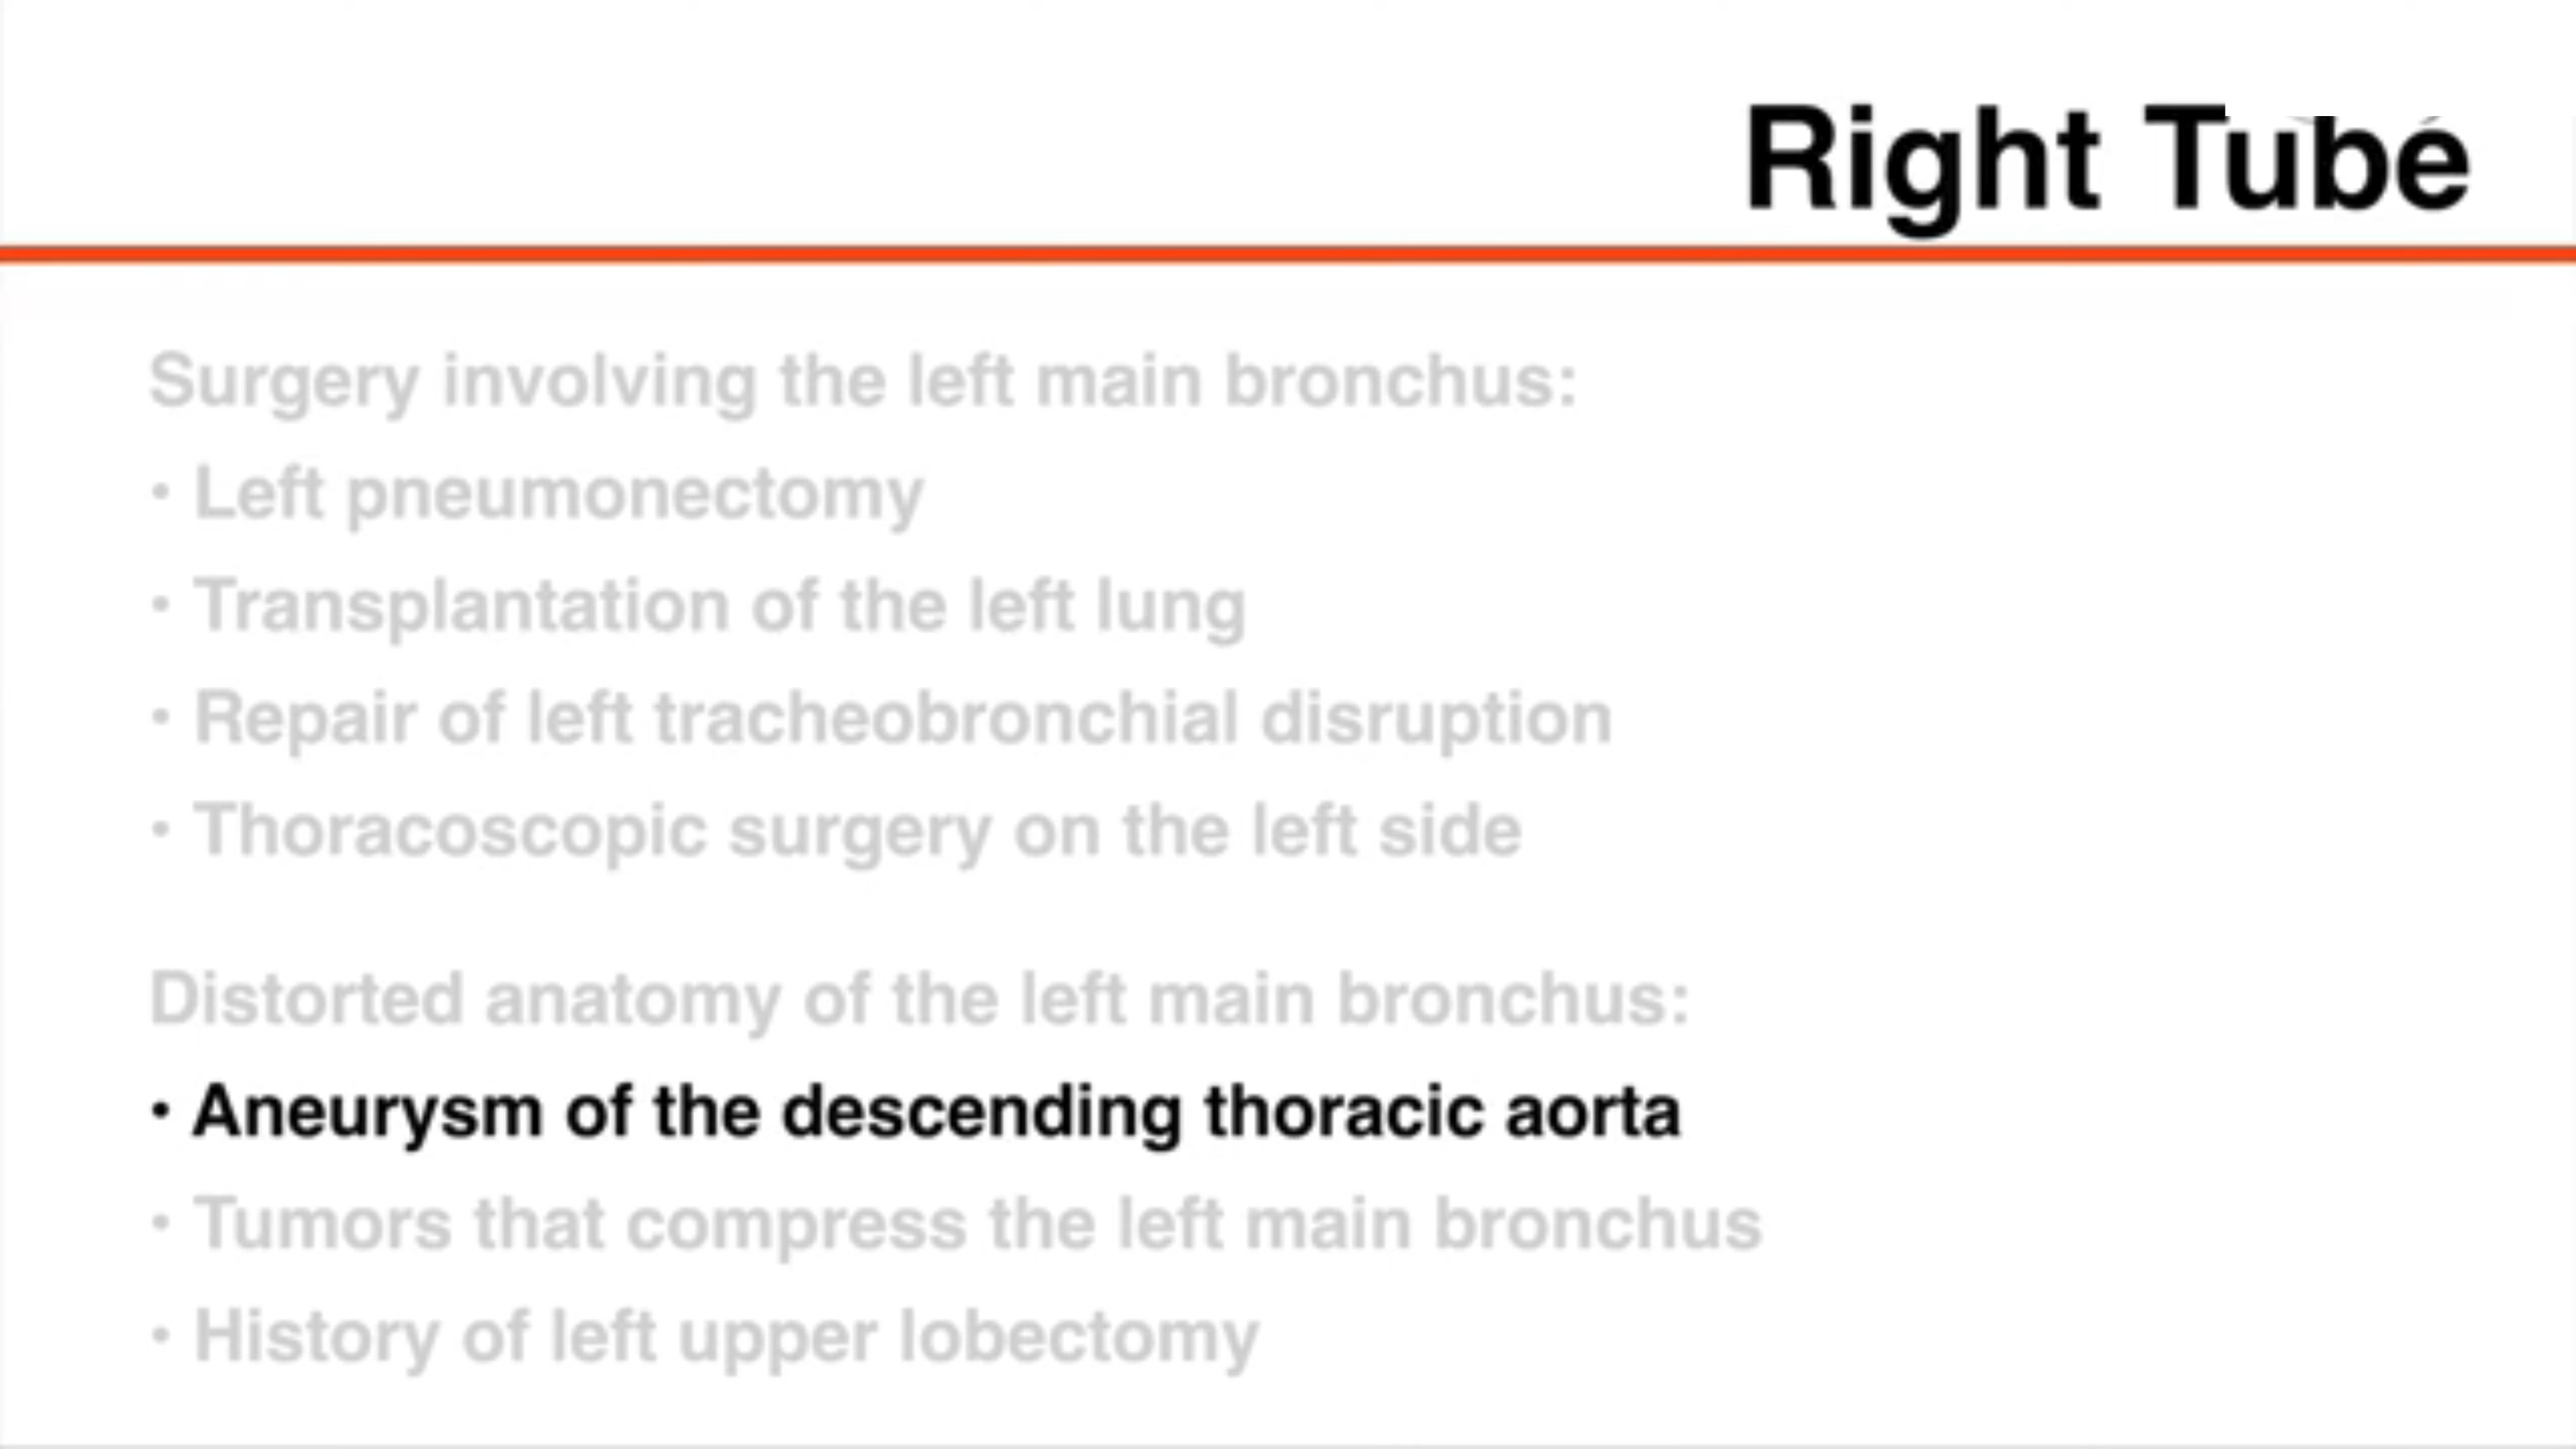 Right Tube
Surgery involving the left main bronchus:
• Left pneumonectomy
• Transplantation of the left lung
• Repair of left tracheobronchial disruption
• Thoracoscopic surgery on the left side
Distorted anatomy of the left main bronchus:
• Aneurysm of the descending thoracic aorta
• Tumors that compress the left main bronchus
• History of left upper lobectomy